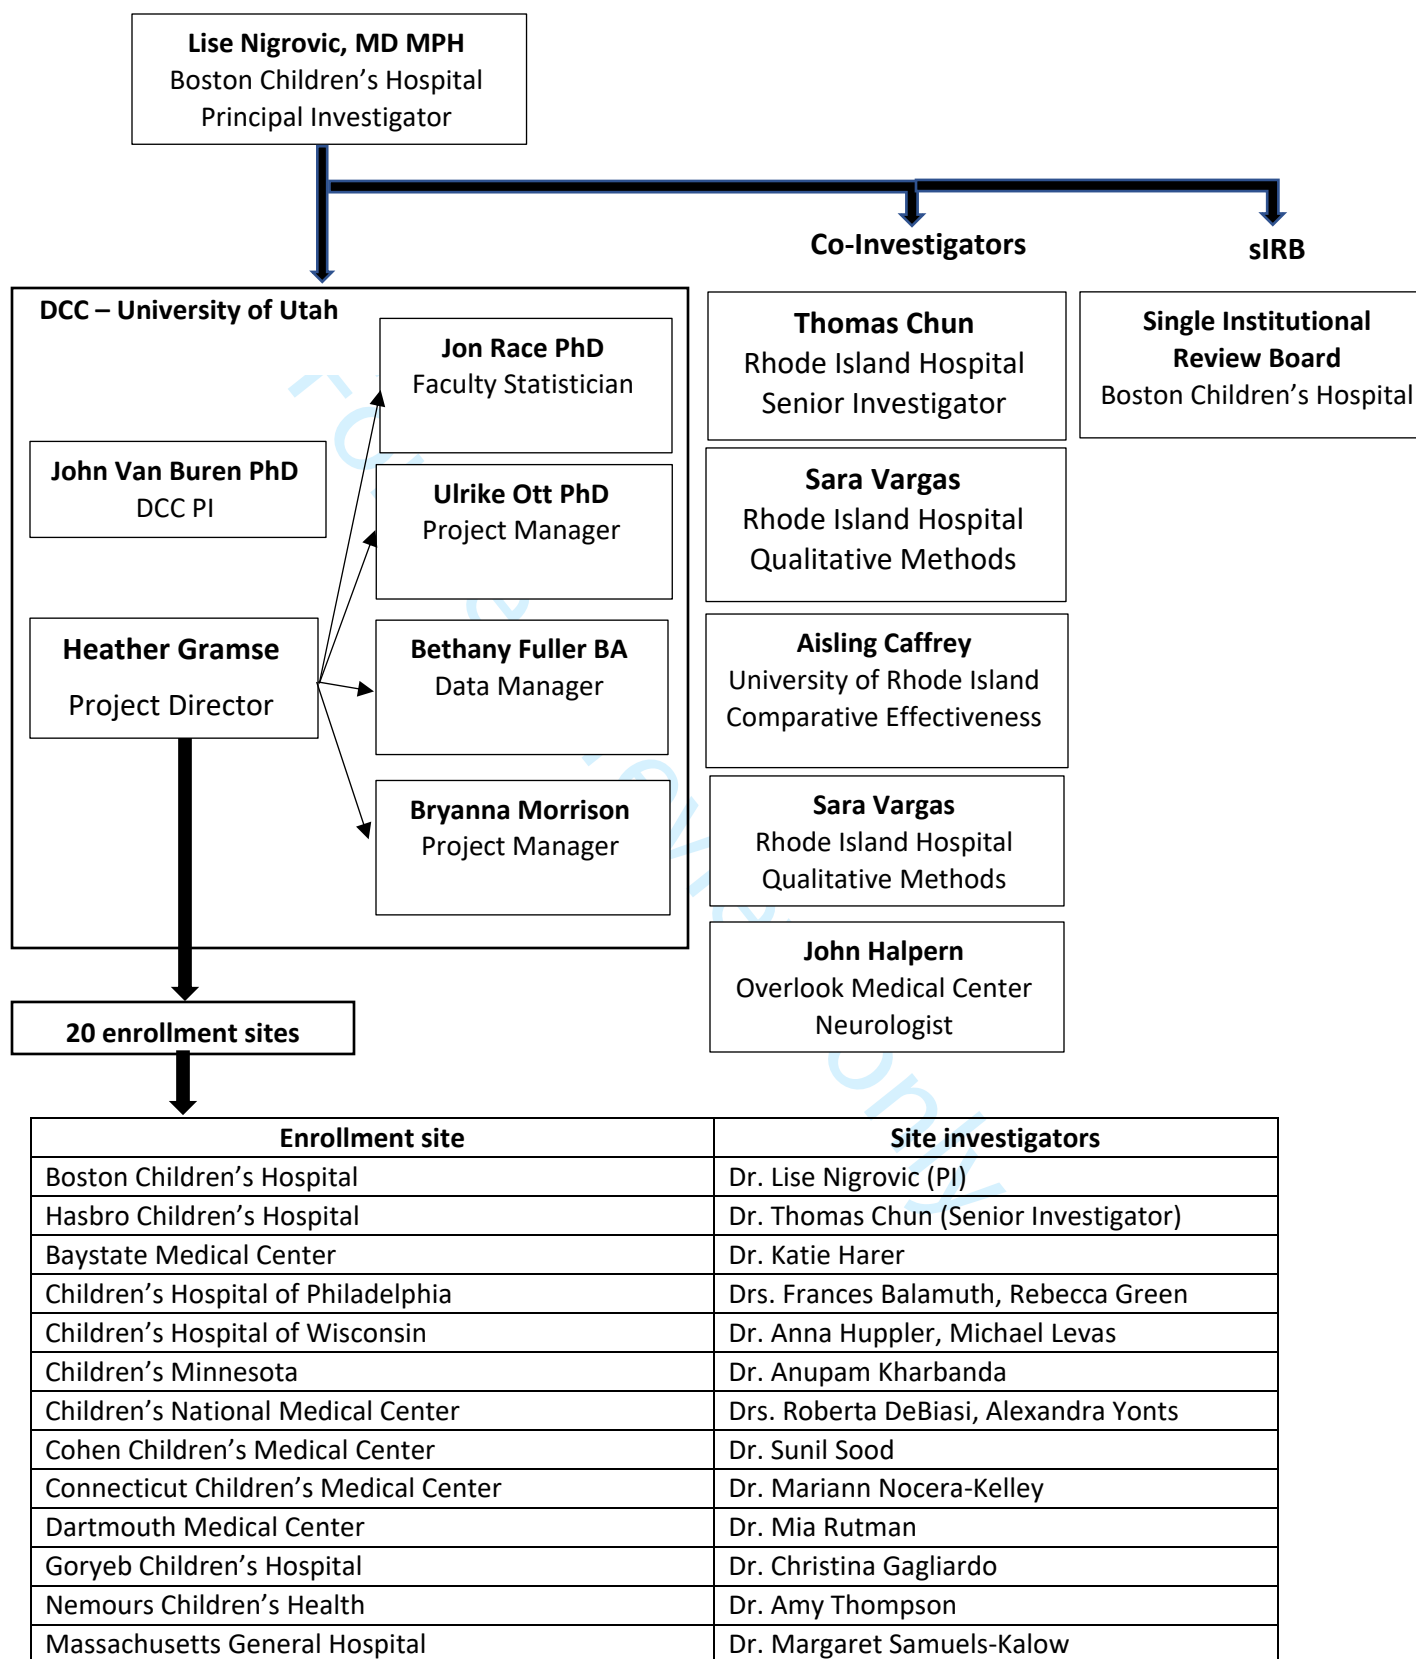 Lise Nigrovic, MD MPH
Boston Children's Hospital
Principal Investigator
Co-Investigators
sIRB
DCC – University of Utah
Jon Race PhD
Faculty Statistician
John Van Buren PhD
DCC PI
Ulrike Ott PhD
Project Manager
Heather Gramse
Project Director
Bethany Fuller BA
Data Manager
Bryanna Morrison
Project Manager
Thomas Chun
Rhode Island Hospital
Senior Investigator
Sara Vargas
Rhode Island Hospital
Qualitative Methods
Aisling Caffrey
University of Rhode Island
Comparative Effectiveness
Sara Vargas
Rhode Island Hospital
Qualitative Methods
John Halpern
Overlook Medical Center
Neurologist
Single Institutional
Review Board
Boston Children's Hospital
20 enrollment sites
Enrollment site Site investigators
Boston Children's Hospital Dr. Lise Nigrovic (PI)
Hasbro Children's Hospital Dr. Thomas Chun (Senior Investigator)
Baystate Medical Center Dr. Katie Harer
Children's Hospital of Philadelphia Drs. Frances Balamuth, Rebecca Green
Children's Hospital of Wisconsin Dr. Anna Huppler, Michael Levas
Children's Minnesota Dr. Anupam Kharbanda
Children's National Medical Center Drs. Roberta DeBiasi, Alexandra Yonts
Cohen Children's Medical Center Dr. Sunil Sood
Connecticut Children's Medical Center Dr. Mariann Nocera-Kelley
Dartmouth Medical Center Dr. Mia Rutman
Goryeb Children's Hospital Dr. Christina Gagliardo
Nemours Children's Health Dr. Amy Thompson
Massachusetts General Hospital Dr. Margaret Samuels-Kalow